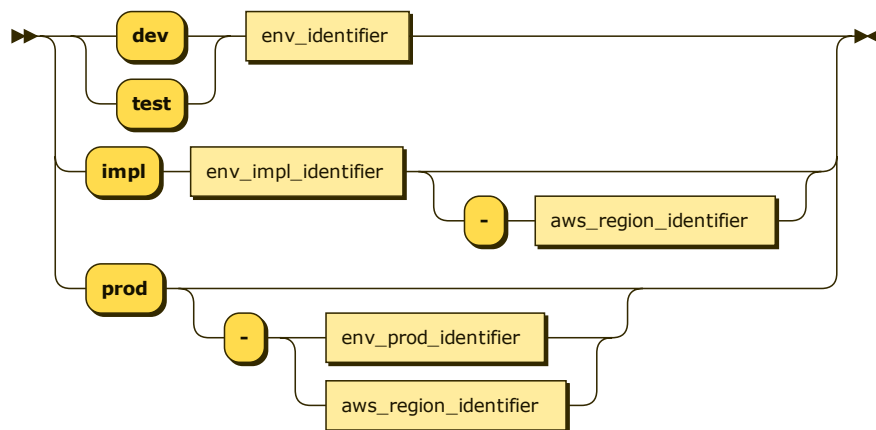 dev env_identifier
test
impl env_impl_identifier
- aws_region_identifier
prod
- env_prod_identifier
aws_region_identifier